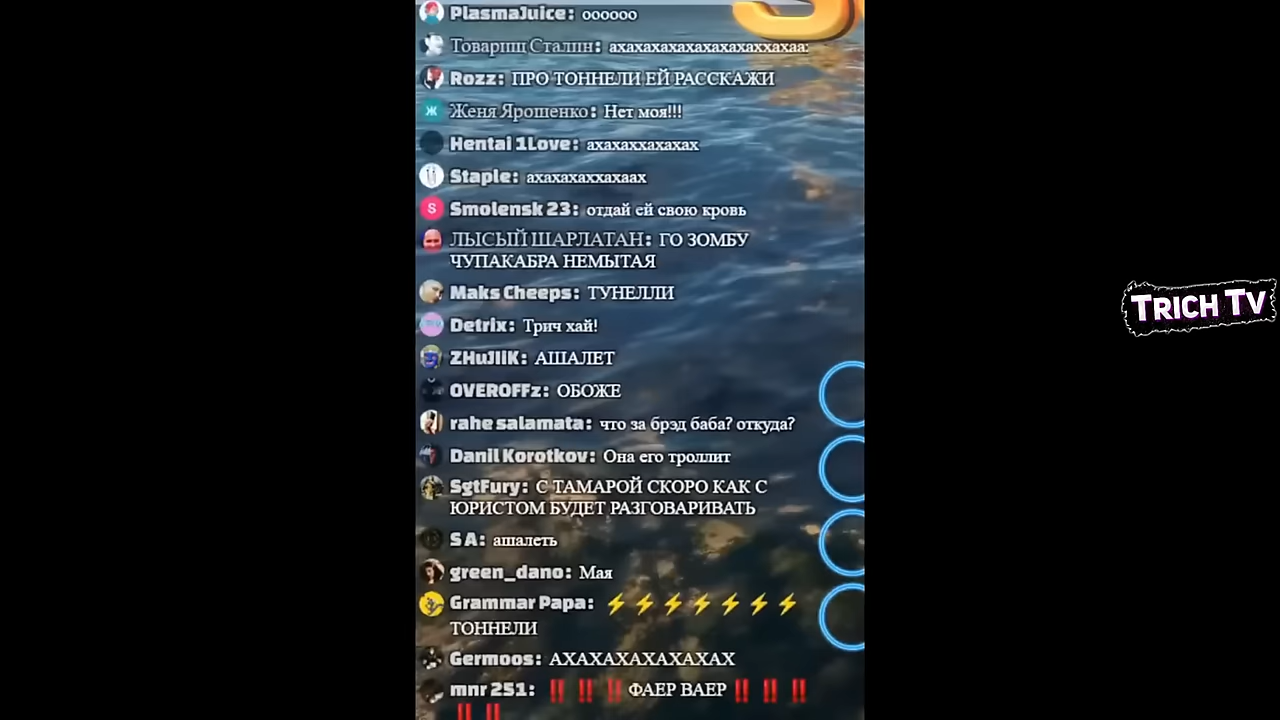 PlasmaJuice: oooooo
Товарищ Сталин: ахахахахахахахахаххахаа:
Rozz: ПРО ТОННЕЛИ ЕЙ РАССКАЖИ
Ж Женя Ярошенко: Нет моя!!!
Hentai 1Love: ахахаххахахах
Staple: ахахахаххахаах
S Smolensk 23: отдай ей свою кровь
ЛЫСЫЙ ШАРЛАТАН: ГО ЗОМБУ
ЧУПАКАБРА НЕМЫТАЯ
Maks Cheeps: ТУНЕЛЛИ
Detrix: Трич хай!
ZHuJIiK: АШАЛЕТ
OVEROFFz: ОБОЖЕ
rahe salamata: что за брэд баба? откуда?
Danil Korotkov: Она его троллит
SgtFury: С ТАМАРОЙ СКОРО КАК С
ЮРИСТОМ БУДЕТ РАЗГОВАРИВАТЬ
S A: ашалеть
green_dano: Мая
Grammar Papa: ⚡⚡⚡⚡⚡⚡⚡
ТОННЕЛИ
Germoos: АХАХАХАХАХАХАХ
mnr 251: ‼️‼️‼️ФАЕР ВАЕР‼️‼️‼️
‼️‼️
TRICH TV